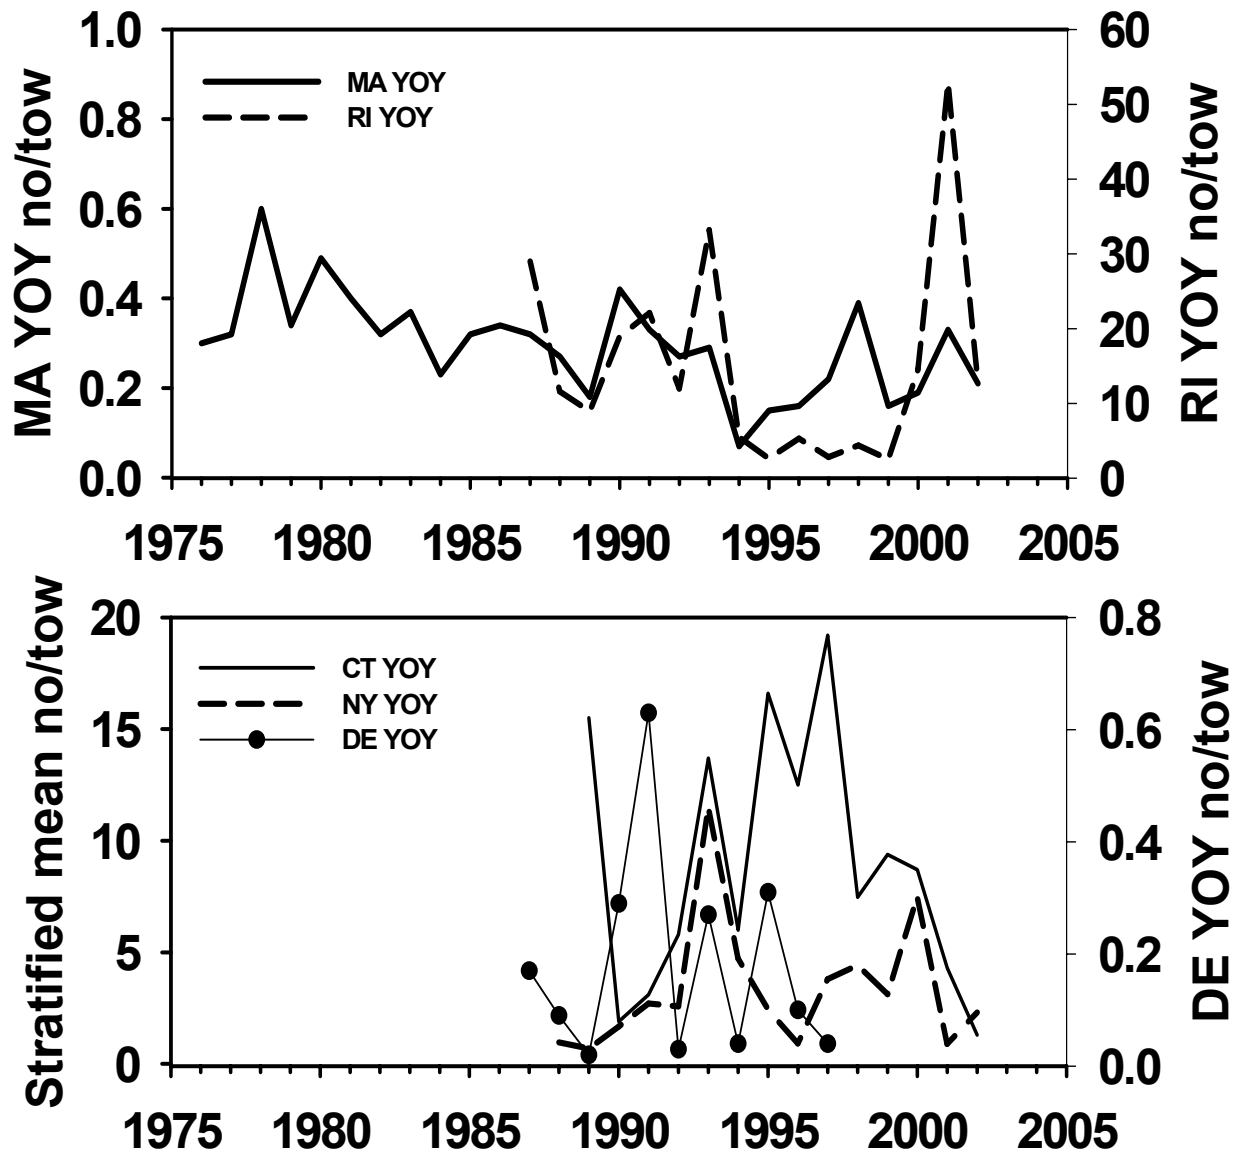 MA YOY no/tow
1.0
0.8
0.6
0.4
0.2
0.0
MA YOY
RI YOY
60
50
40
30
20
10
0
RI YOY no/tow
1975 1980 1985 1990 1995 2000 2005
Stratified mean no/tow
20
15
10
5
0
CT YOY
NY YOY
DE YOY
0.8
0.6
0.4
0.2
0.0
DE YOY no/tow
1975 1980 1985 1990 1995 2000 2005